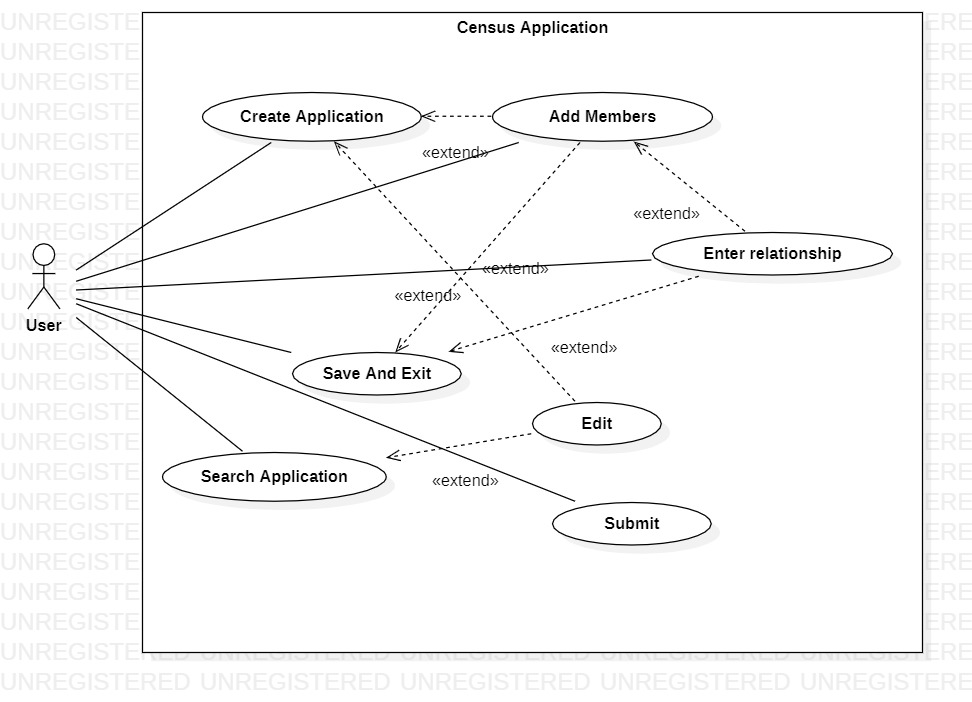 Census Application
Create Application
Add Members
«extend»
«extend»
Enter relationship
«extend»
«extend»
User
«extend»
Save And Exit
Edit
Search Application
«extend»
Submit
UNREGISTERED UNREGISTERED UNREGISTERED UNREGISTERED UNREGISTERE